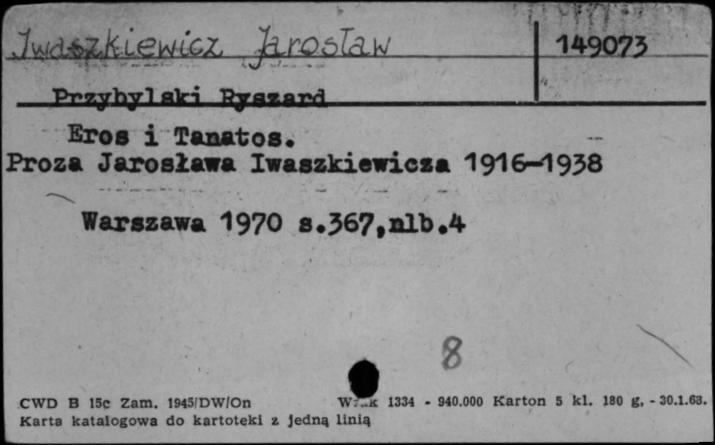 Iwaszkiewicz Jarosław
149073
Przybylski Ryszard
Eros i Tanatos.
Proza Jarosława Iwaszkiewicza 1916-1938
Warszawa 1970 s.367,nlb.4
8
CWD B 15c Zam. 1945/DW/On 1334 - 940.000 Karton 5 kl. 180 g. - 30.1.68.
Karta katalogowa do kartoteki z jedną linią